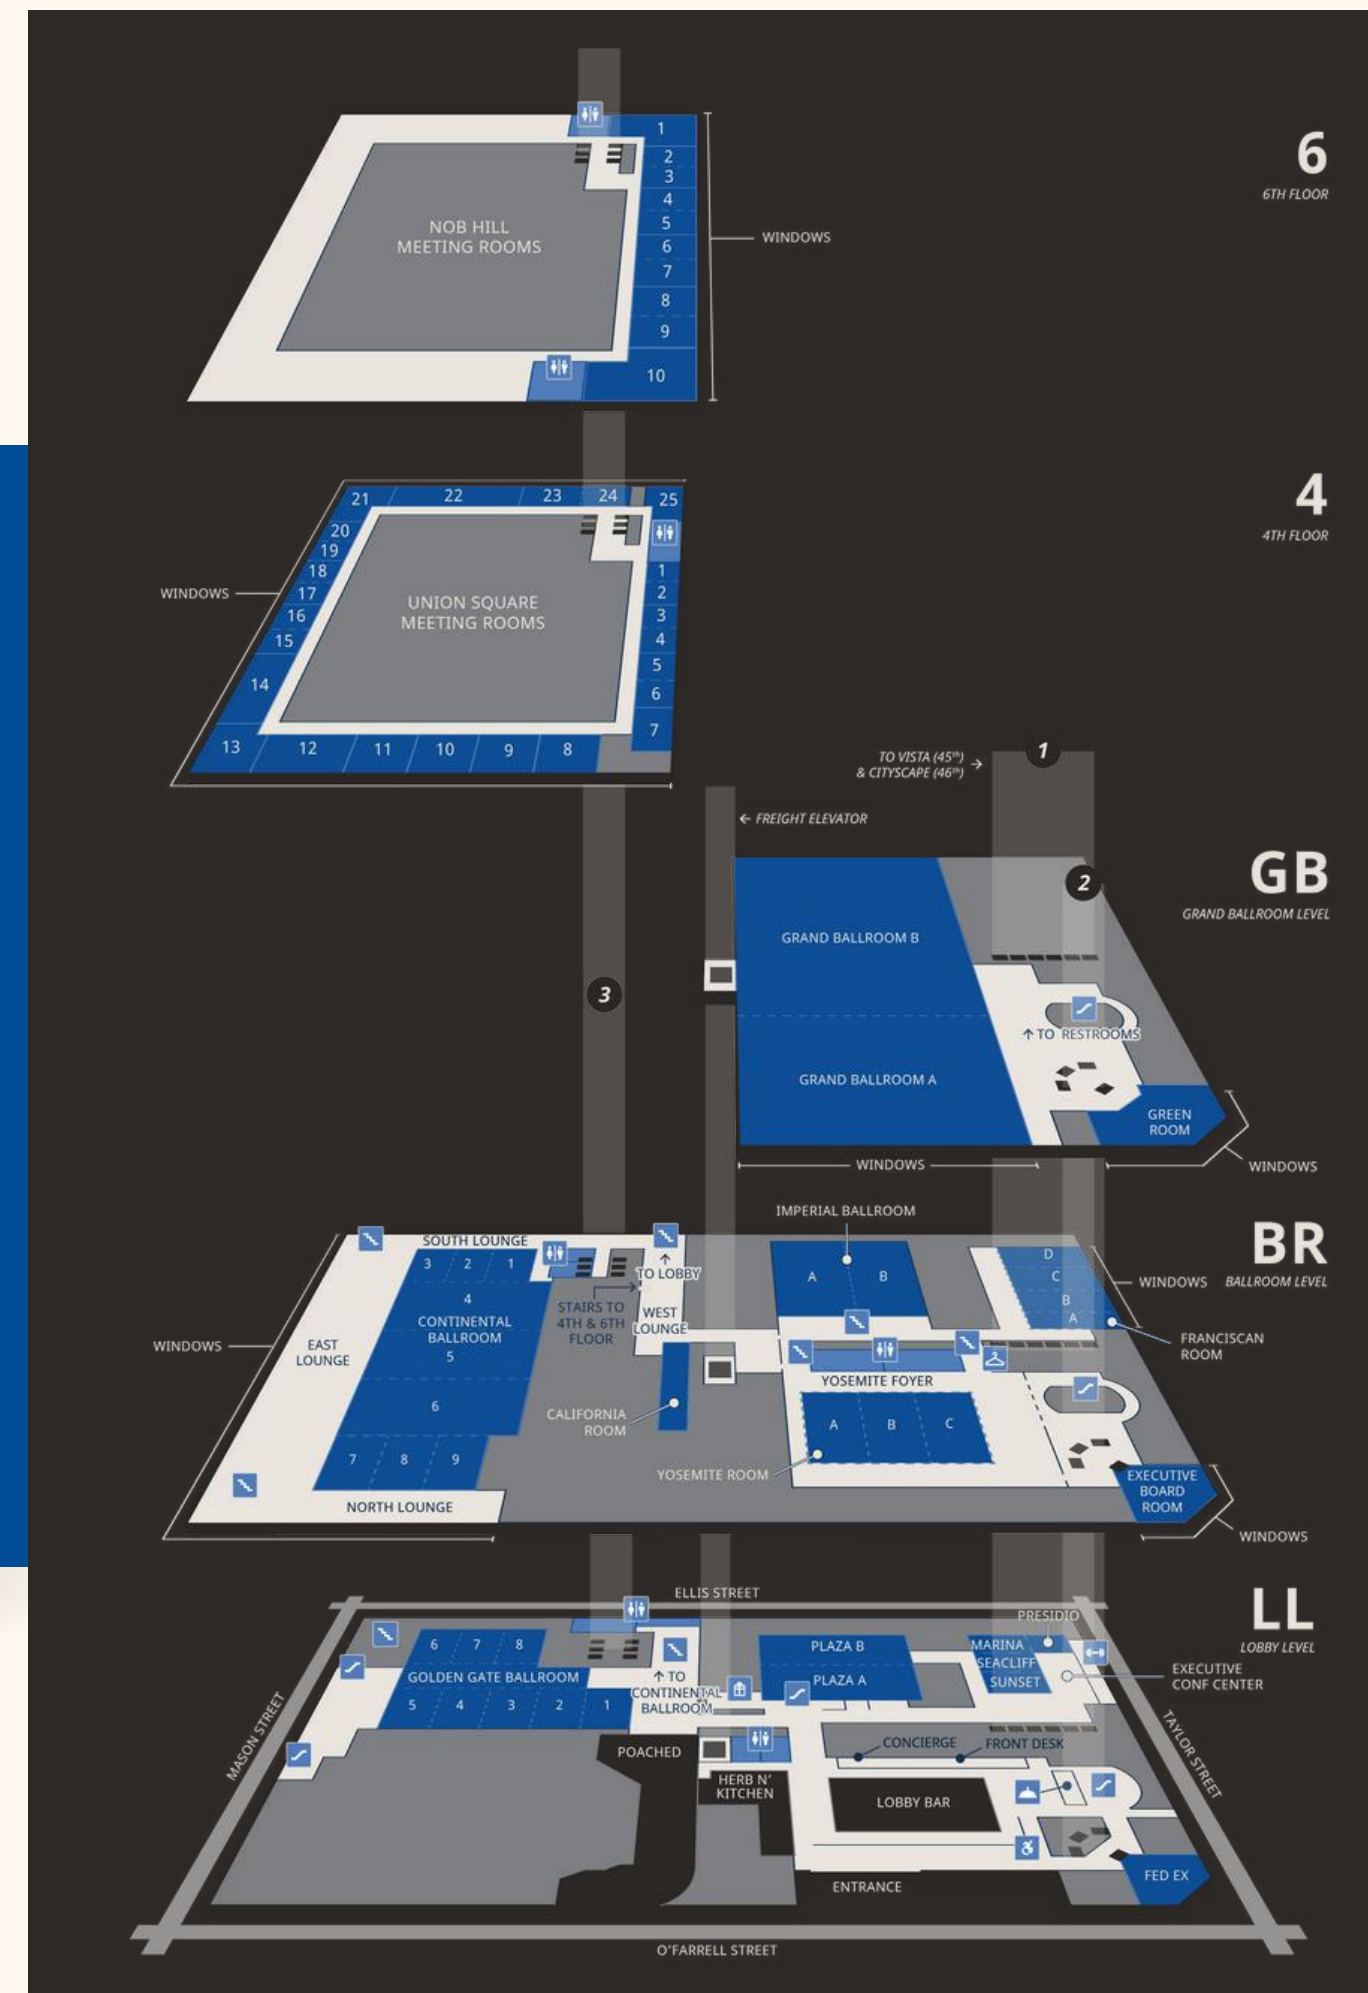 6
6TH FLOOR
1
2
3
4
5
6
7
8
9
10
NOB HILL
MEETING ROOMS
WINDOWS
4
4TH FLOOR
21
22
23
24
25
20
19
18
17
16
15
14
13
12
11
10
9
8
1
2
3
4
5
6
7
WINDOWS
UNION SQUARE
MEETING ROOMS
TO VISTA (45th)
& CITYSCAPE (46th) →
1
← FREIGHT ELEVATOR
GB
GRAND BALLROOM LEVEL
2
3
GRAND BALLROOM B
GRAND BALLROOM A
↑ TO RESTROOMS
GREEN
ROOM
WINDOWS
WINDOWS
BR
BALLROOM LEVEL
IMPERIAL BALLROOM
A
B
SOUTH LOUNGE
3
2
1
4
CONTINENTAL
BALLROOM
5
6
7
8
9
↑
TO LOBBY
STAIRS TO
4TH & 6TH
FLOOR
WEST
LOUNGE
WINDOWS
EAST
LOUNGE
NORTH LOUNGE
CALIFORNIA
ROOM
YOSEMITE FOYER
A
B
C
YOSEMITE ROOM
D
C
B
A
WINDOWS
FRANCISCAN
ROOM
EXECUTIVE
BOARD
ROOM
WINDOWS
LL
LOBBY LEVEL
ELLIS STREET
MASON STREET
TAYLOR STREET
O'FARRELL STREET
6
7
8
GOLDEN GATE BALLROOM
5
4
3
2
1
↑ TO
CONTINENTAL
BALLROOM
PLAZA B
PLAZA A
PRESIDIO
MARINA
SEACLIFF
SUNSET
EXECUTIVE
CONF CENTER
CONCIERGE
FRONT DESK
POACHED
HERB N'
KITCHEN
LOBBY BAR
ENTRANCE
FED EX